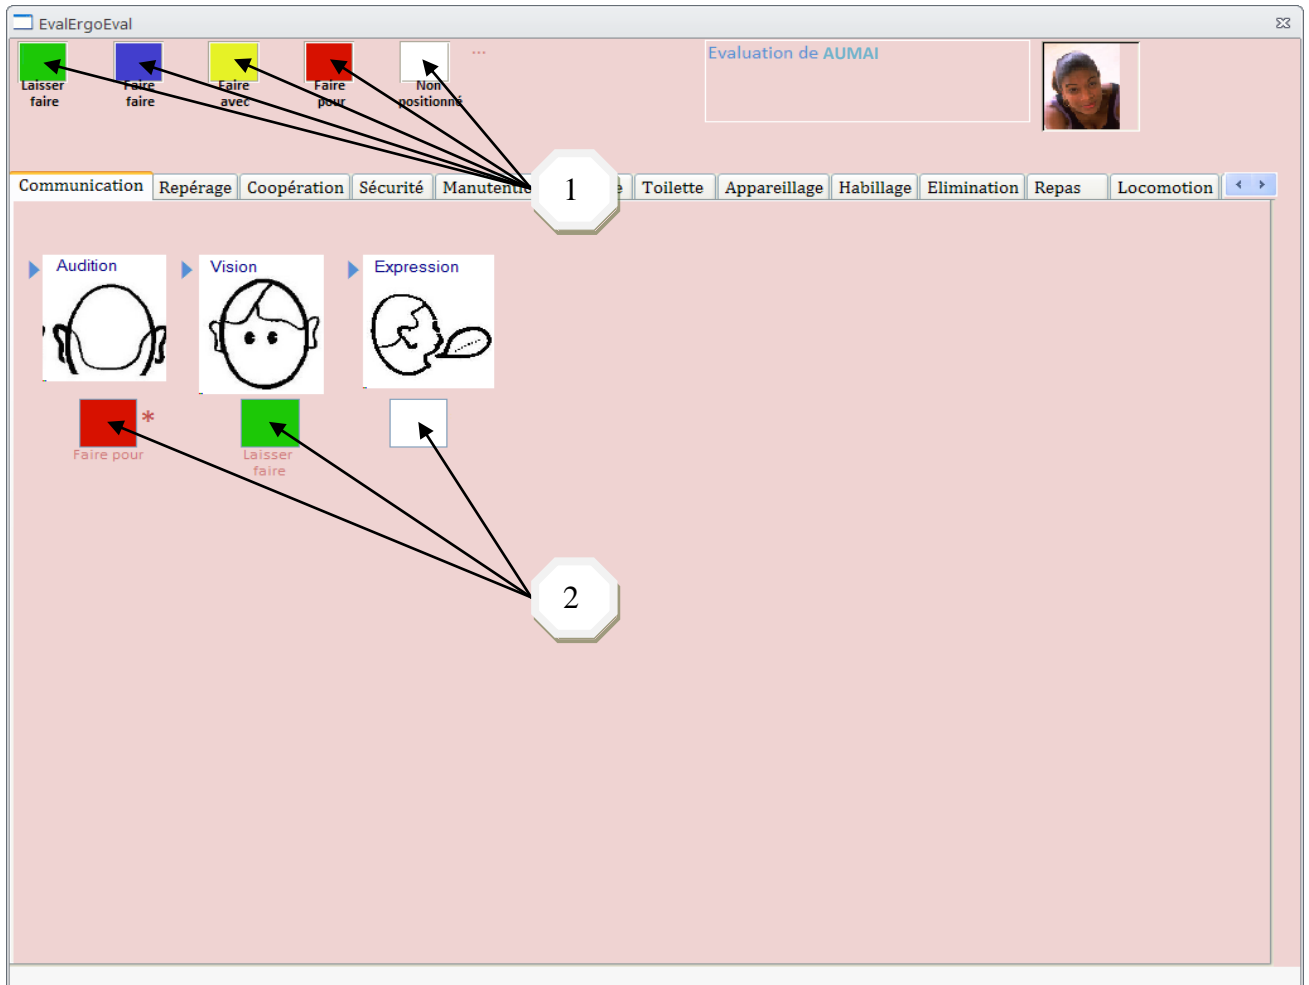 EvalErgoEval
Laisser faire
Faire faire
Faire avec
Faire pour
Non positionné
...
Evaluation de AUMAI
1
Communication Repérage Coopération Sécurité Toilette Appareillage Habillage Elimination Repas Locomotion
Audition Vision Expression
*
Faire pour
Laisser faire
2